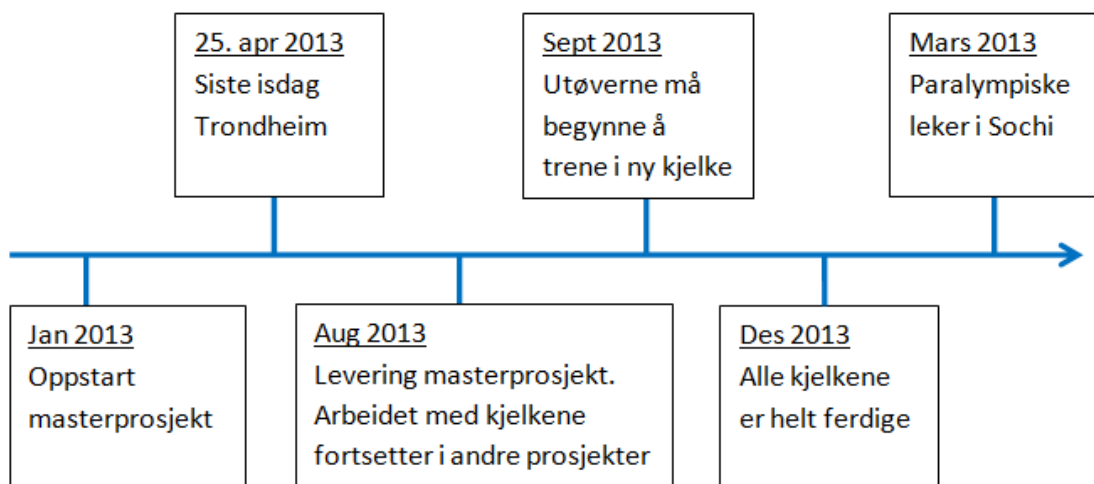 25. apr 2013
Siste isdag
Trondheim
Sept 2013
Utøverne må
begynne å
trene i ny kjelke
Mars 2013
Paralympiske
leker i Sochi
Jan 2013
Oppstart
masterprosjekt
Aug 2013
Levering masterprosjekt.
Arbeidet med kjelkene
fortsetter i andre prosjekter
Des 2013
Alle kjelkene
er helt ferdige